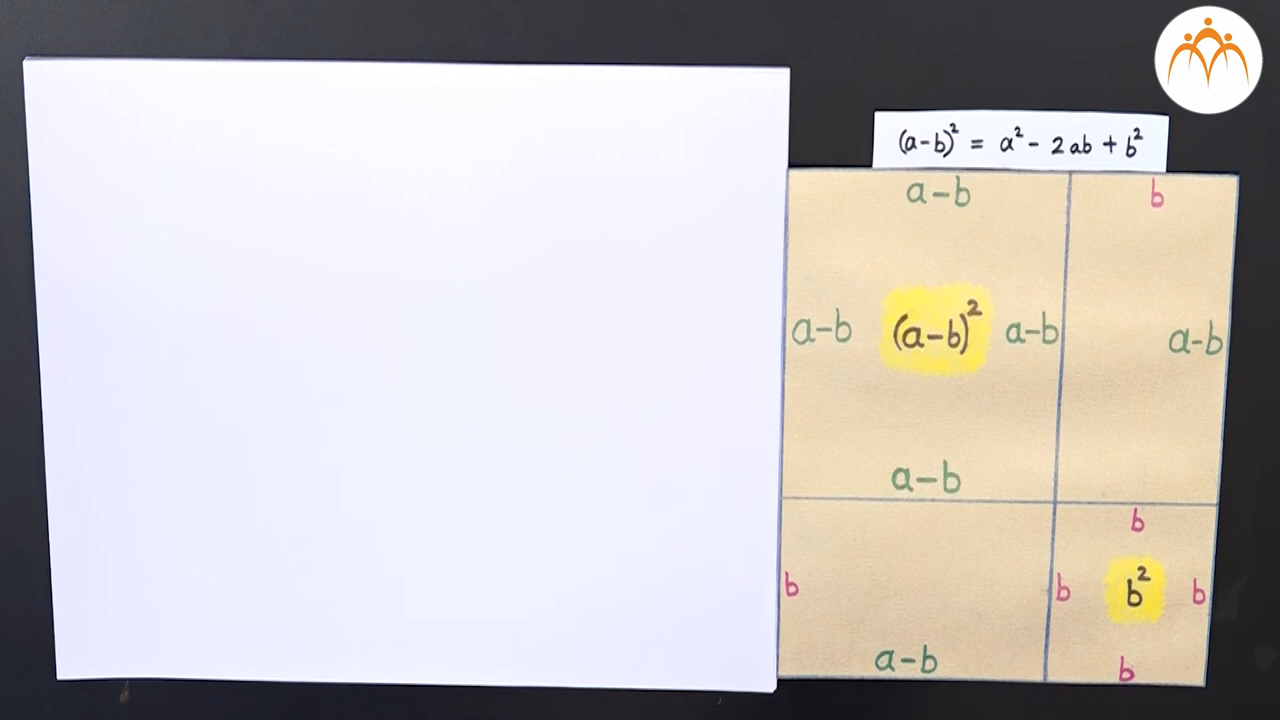 (a-b)² = a² - 2ab + b²
a-b b
a-b (a-b)² a-b a-b
a-b
b
b b b² b
a-b b